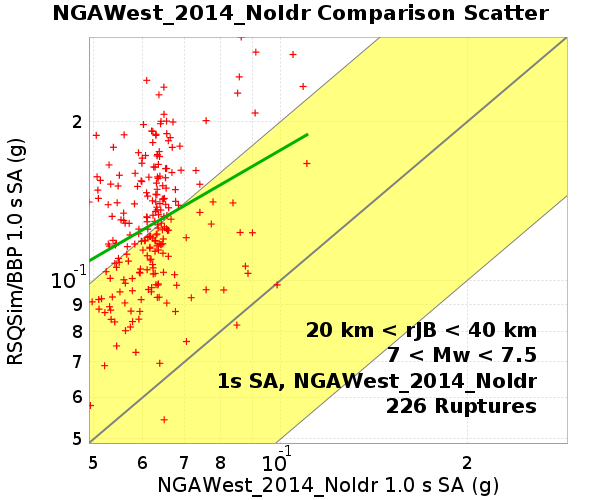 NGAWest_2014_NoIdr Comparison Scatter
RSQSim/BBP 1.0 s SA (g)
2
10-1
9
8
7
6
5
20 km < rJB < 40 km
7 < Mw < 7.5
1s SA, NGAWest_2014_NoIdr
226 Ruptures
5 6 7 8 10-1 2
NGAWest_2014_NoIdr 1.0 s SA (g)